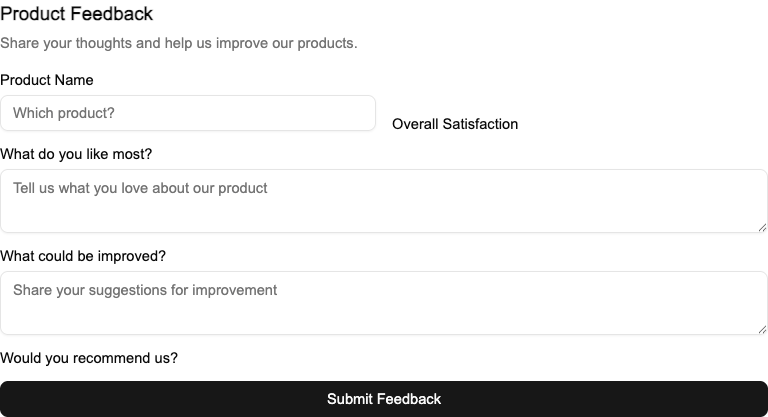 Product Feedback
Share your thoughts and help us improve our products.
Product Name
Which product?
Overall Satisfaction
What do you like most?
Tell us what you love about our product
What could be improved?
Share your suggestions for improvement
Would you recommend us?
Submit Feedback